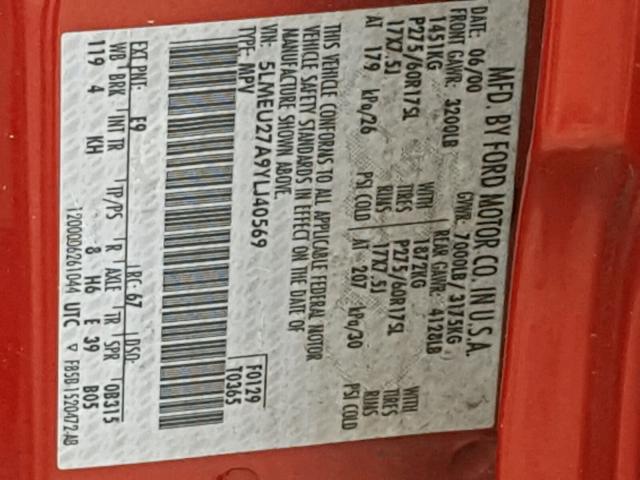 MFD. BY FORD MOTOR CO. IN U.S.A.
DATE: 06/00 GVWR: 7000LB/ 3175KG
FRONT GAWR: 3200LB REAR GAWR: 4128LB
1451KG WITH 1872KG WITH
P275/60R17SL TIRES P275/60R17SL TIRES
17X7.5J RIMS 17X7.5J RIMS
AT 179 kPa/26 PSI COLD AT 207 kPa/30 PSI COLD
THIS VEHICLE CONFORMS TO ALL APPLICABLE FEDERAL MOTOR
VEHICLE SAFETY STANDARDS IN EFFECT ON THE DATE OF
MANUFACTURE SHOWN ABOVE.
VIN: 5LMEU27A9YLJ40569 F0129
TYPE: MPV T0365
EXT PNT: E9 RC: 67 DSO:
WB BRK INT TR TP/PS R AXLE TR SPR 0B315
119 4 KH 8 H6 E 39 B05
12000006261044 UTC F85B 1520472 AB